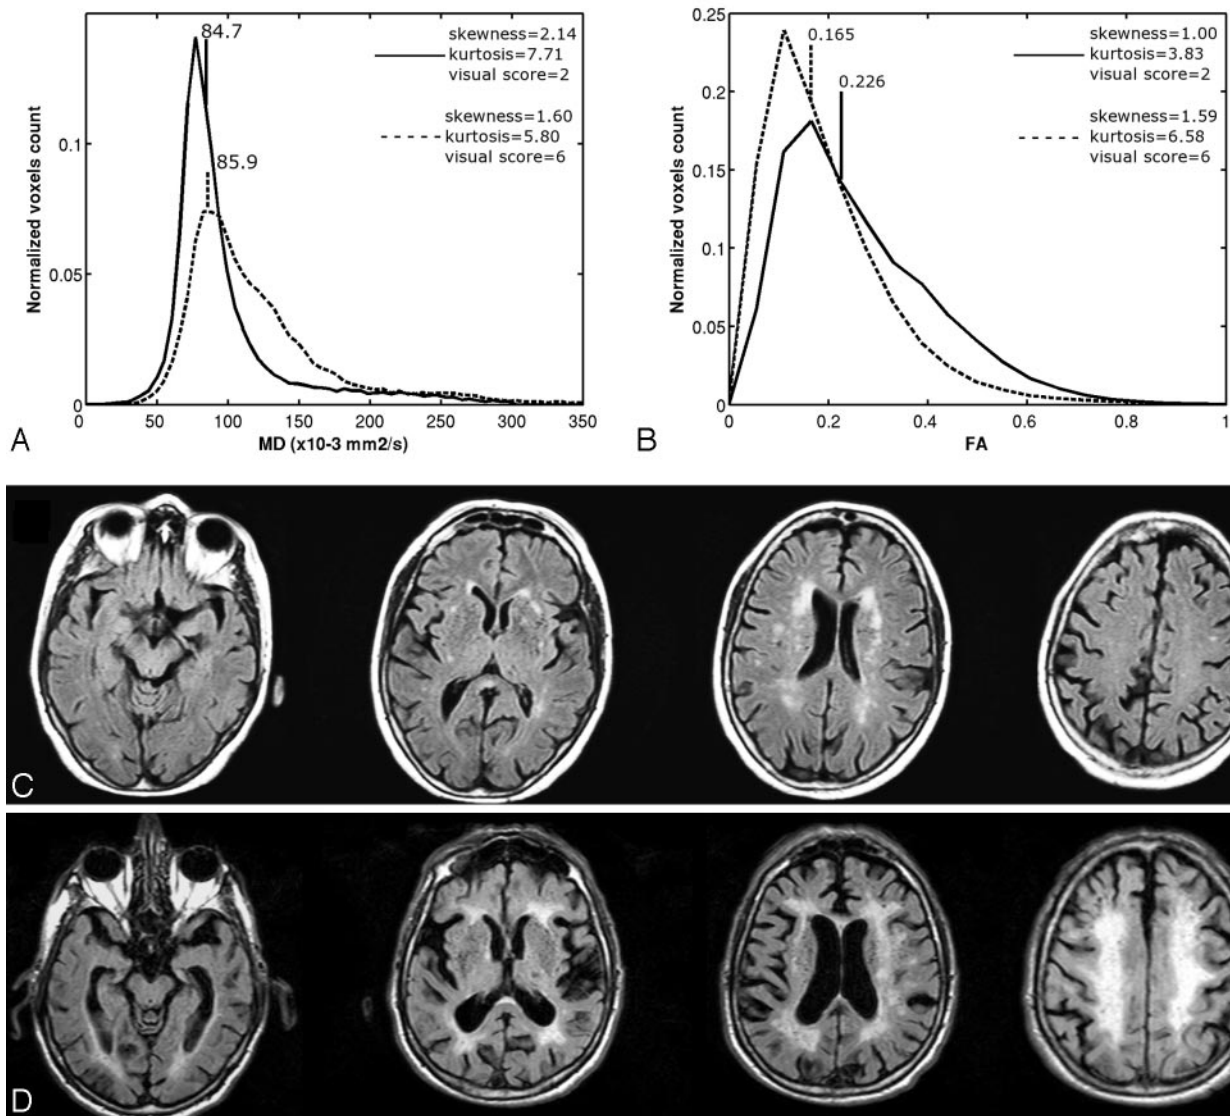 84.7
skewness=2.14
kurtosis=7.71
visual score=2
skewness=1.60
kurtosis=5.80
visual score=6
85.9
0.1
0.05
0
50
100
150
200
250
300
350
Normalized voxels count
MD (x10-3 mm2/s)
A
0.25
0.2
0.15
0.1
0.05
0
0.165
0.226
skewness=1.00
kurtosis=3.83
visual score=2
skewness=1.59
kurtosis=6.58
visual score=6
Normalized voxels count
0
0.2
0.4
0.6
0.8
1
FA
B
C
D